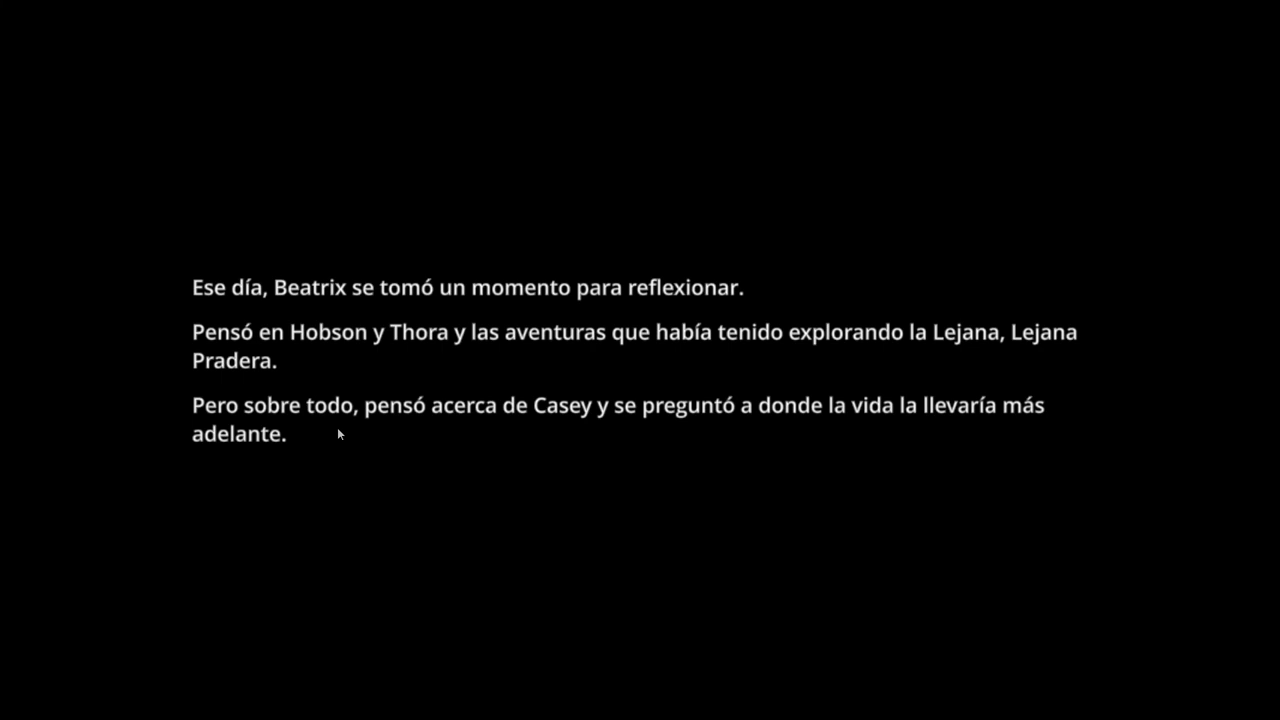 Ese día, Beatrix se tomó un momento para reflexionar.
Pensó en Hobson y Thora y las aventuras que había tenido explorando la Lejana, Lejana
Pradera.
Pero sobre todo, pensó acerca de Casey y se preguntó a donde la vida la llevaría más
adelante.